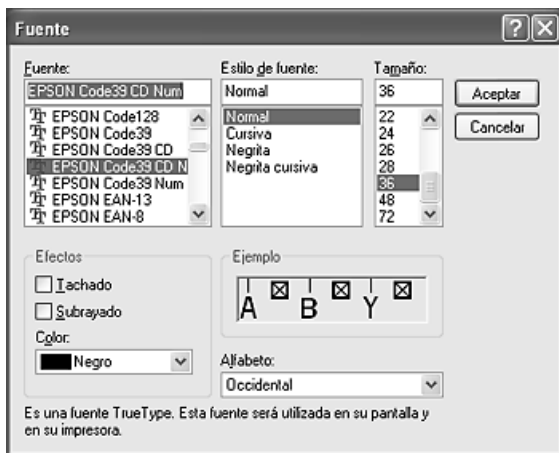 Fuente
Fuente:
EPSON Code39 CD Num
EPSON Code128
EPSON Code39
EPSON Code39 CD
EPSON Code39 CD N
EPSON Code39 Num
EPSON EAN-13
EPSON EAN-8
Estilo de fuente:
Normal
Normal
Cursiva
Negrita
Negrita cursiva
Tamaño:
36
22
24
26
28
36
48
72
Aceptar
Cancelar
Efectos
Tachado
Subrayado
Color:
Negro
Ejemplo
A B Y
Alfabeto:
Occidental
Es una fuente TrueType. Esta fuente será utilizada en su pantalla y
en su impresora.